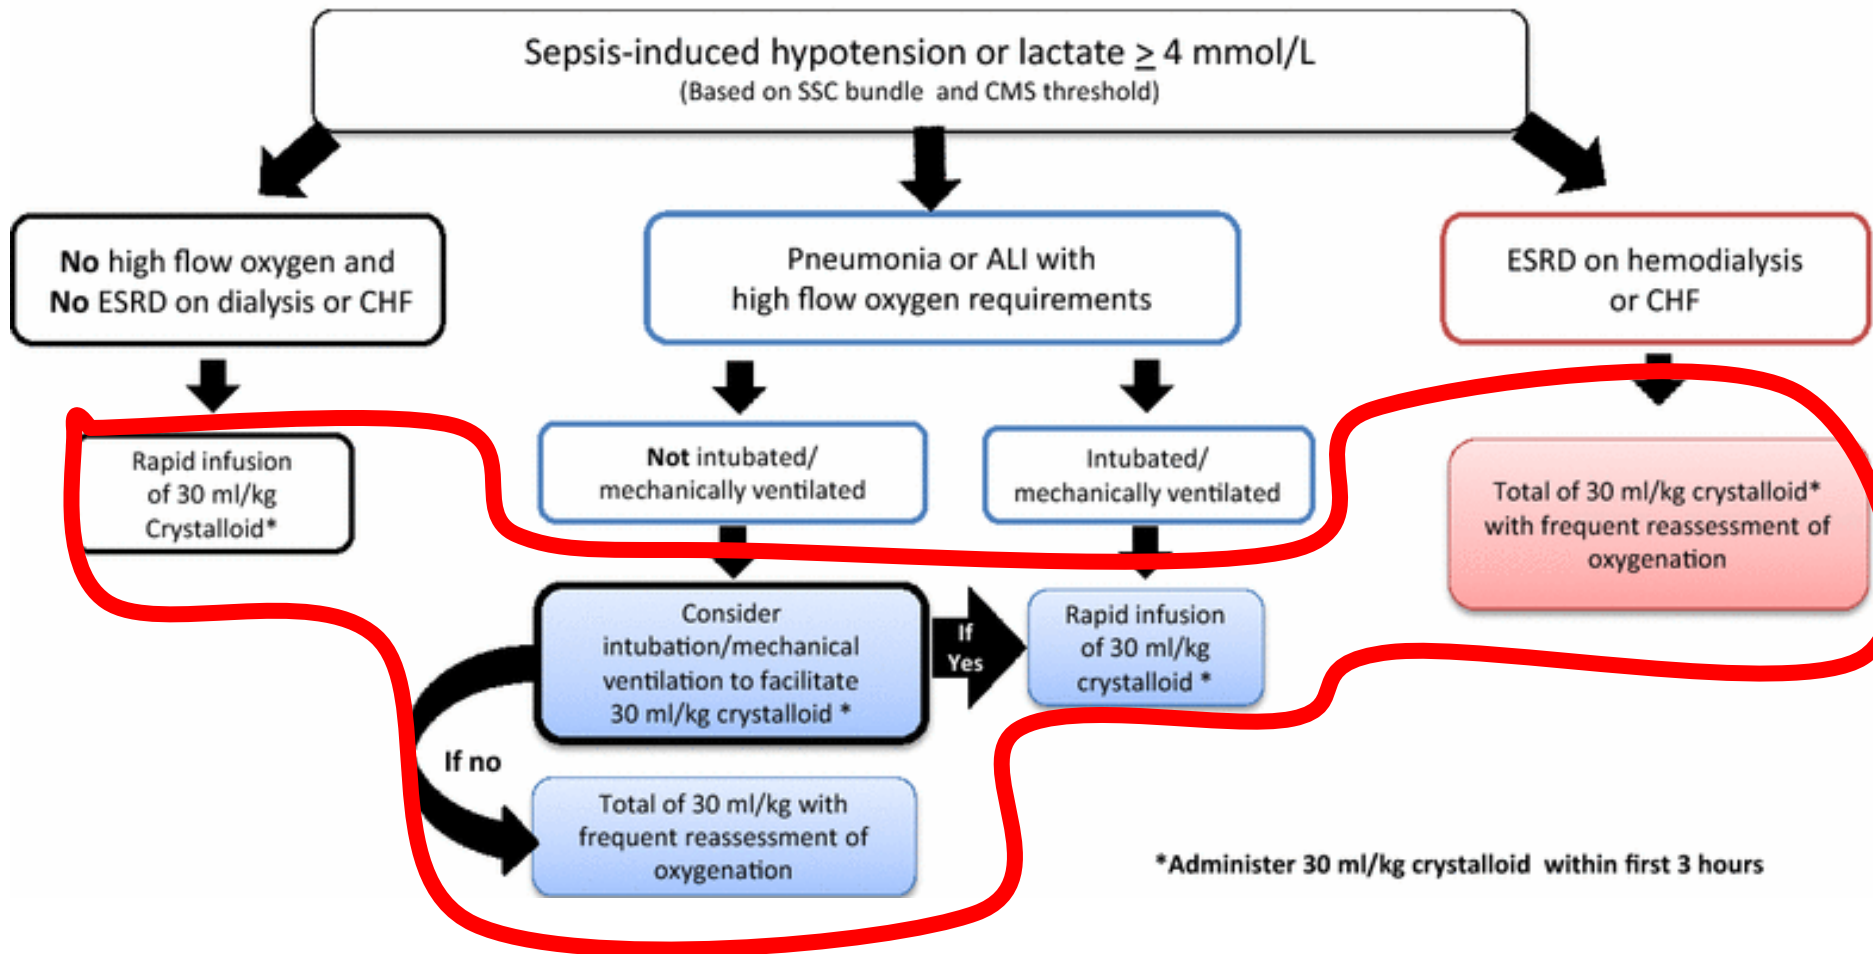 Sepsis-induced hypotension or lactate ≥ 4 mmol/L
(Based on SSC bundle and CMS threshold)
No high flow oxygen and
No ESRD on dialysis or CHF
Pneumonia or ALI with
high flow oxygen requirements
ESRD on hemodialysis
or CHF
Rapid infusion
of 30 ml/kg
Crystalloid*
Not intubated/
mechanically ventilated
Intubated/
mechanically ventilated
Total of 30 ml/kg crystalloid*
with frequent reassessment of
oxygenation
Consider
intubation/mechanical
ventilation to facilitate
30 ml/kg crystalloid *
If
Yes
Rapid infusion
of 30 ml/kg
crystalloid *
If no
Total of 30 ml/kg with
frequent reassessment of
oxygenation
*Administer 30 ml/kg crystalloid within first 3 hours